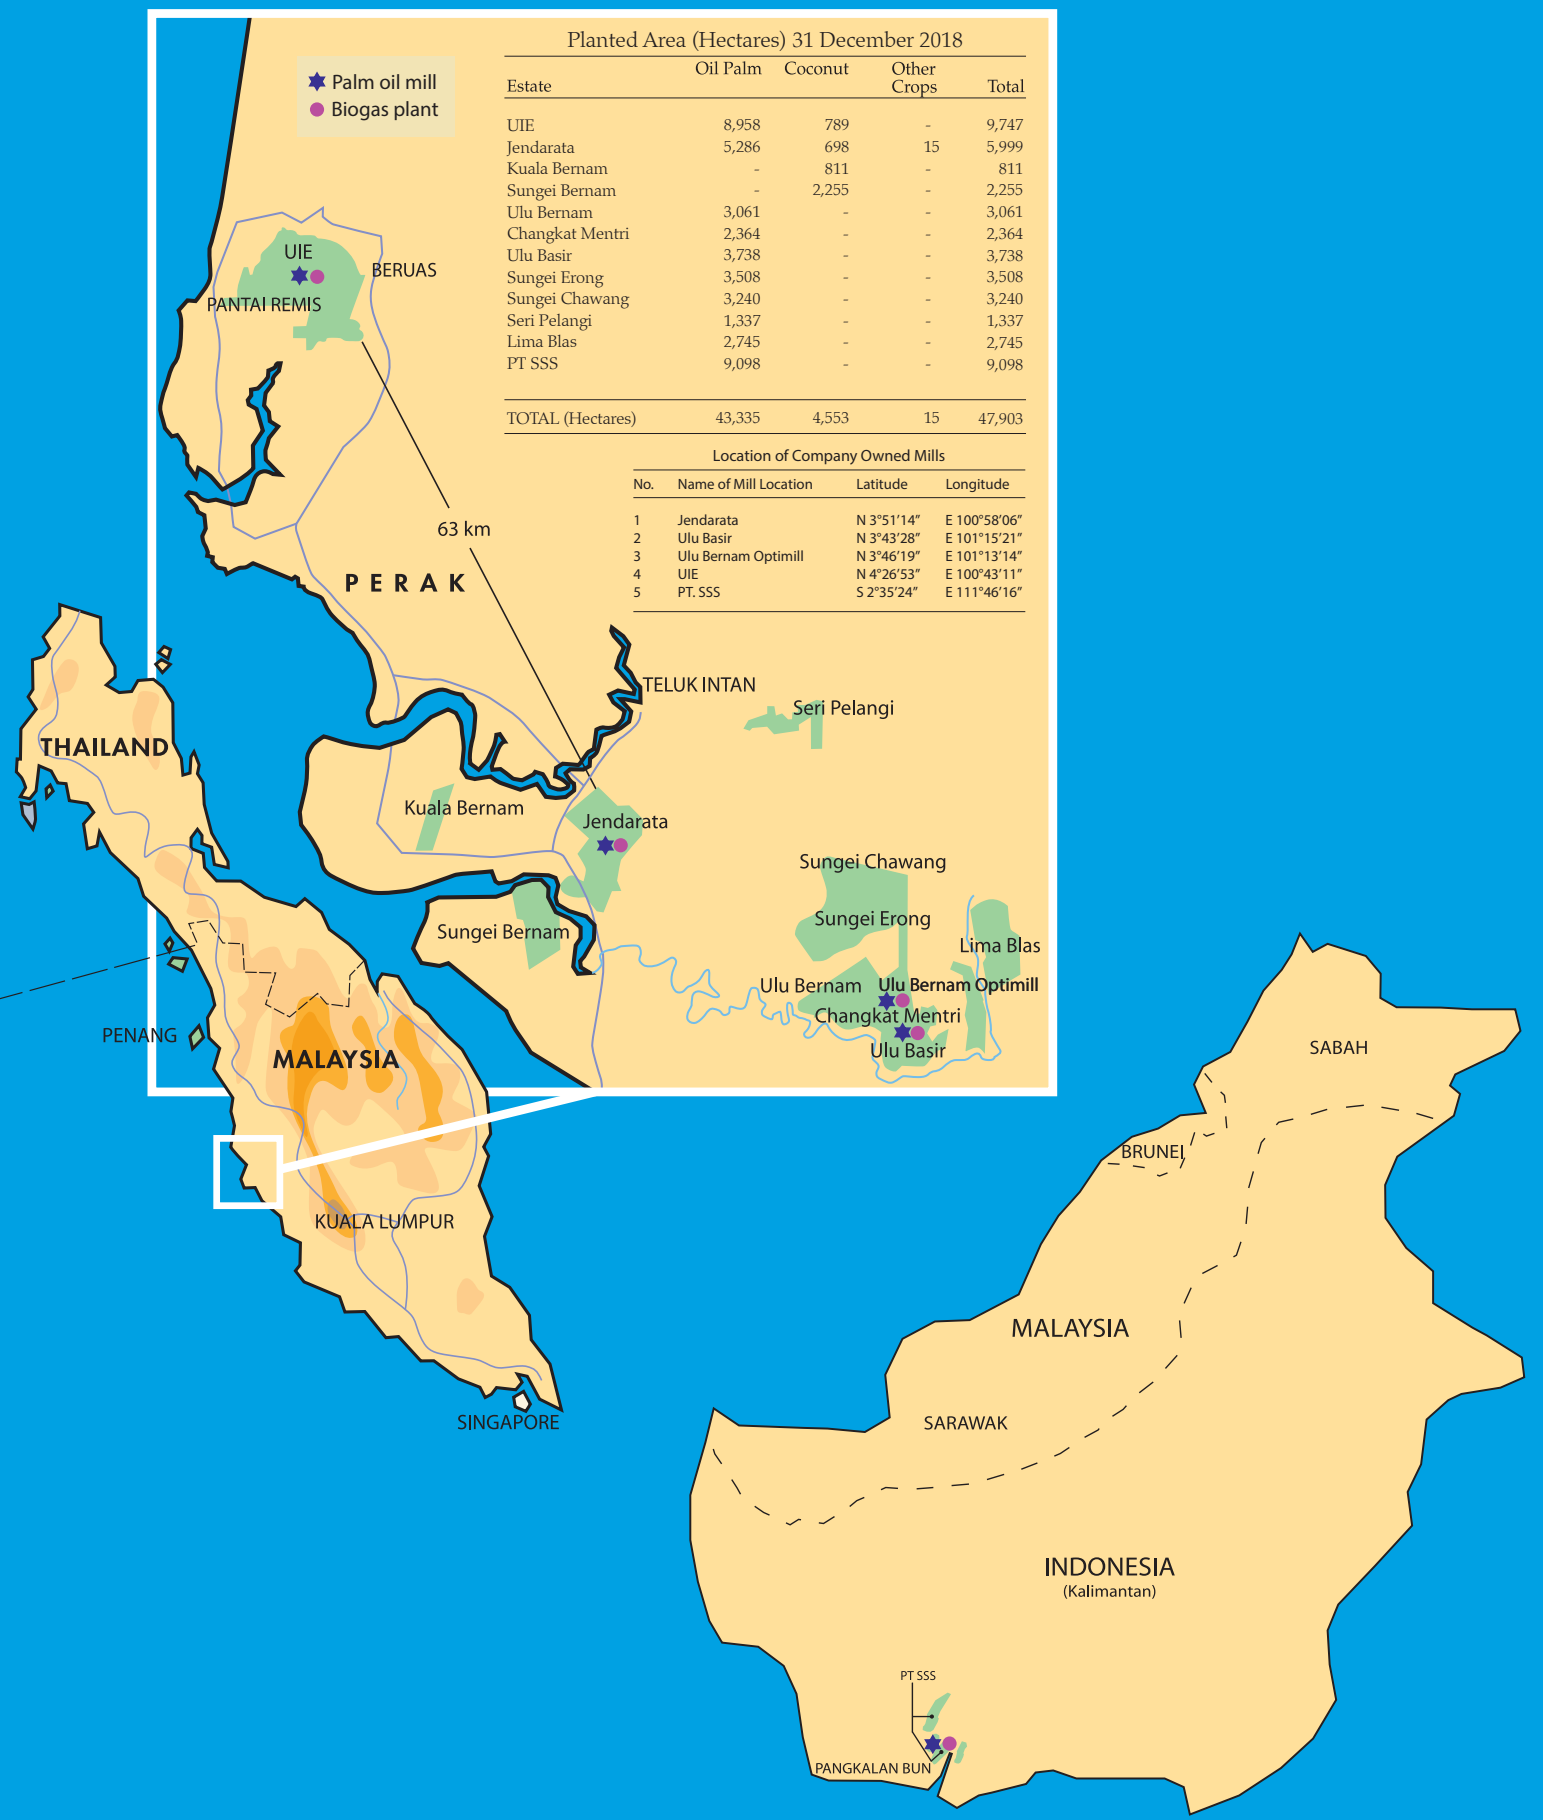 Planted Area (Hectares) 31 December 2018
Estate Oil Palm Coconut Other Crops Total
UIE 8,958 789 - 9,747
Jendarata 5,286 698 15 5,999
Kuala Bernam - 811 - 811
Sungei Bernam - 2,255 - 2,255
Ulu Bernam 3,061 - - 3,061
Changkat Mentri 2,364 - - 2,364
Ulu Basir 3,738 - - 3,738
Sungei Erong 3,508 - - 3,508
Sungei Chawang 3,240 - - 3,240
Seri Pelangi 1,337 - - 1,337
Lima Blas 2,745 - - 2,745
PT SSS 9,098 - - 9,098
TOTAL (Hectares) 43,335 4,553 15 47,903
Location of Company Owned Mills
No. Name of Mill Location Latitude Longitude
1 Jendarata N 3°51’14” E 100°58’06”
2 Ulu Basir N 3°43’28” E 101°15’21”
3 Ulu Bernam Optimill N 3°46’19” E 101°13’14”
4 UIE N 4°26’53” E 100°43’11”
5 PT. SSS S 2°35’24” E 111°46’16”
Palm oil mill
Biogas plant
UIE
BERUAS
PANTAI REMIS
63 km
PERAK
TELUK INTAN
Seri Pelangi
THAILAND
Kuala Bernam
Jendarata
Sungei Chawang
Sungei Erong
Sungei Bernam
Lima Blas
Ulu Bernam
Ulu Bernam Optimill
Changkat Mentri
Ulu Basir
PENANG
MALAYSIA
KUALA LUMPUR
SINGAPORE
SABAH
BRUNEI
MALAYSIA
SARAWAK
INDONESIA
(Kalimantan)
PT SSS
PANGKALAN BUN